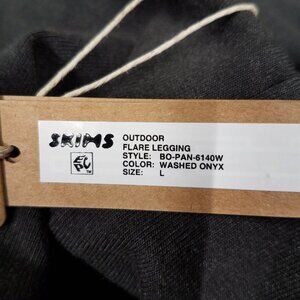 SKIMS
OUTDOOR
FLARE LEGGING
STYLE: BO-PAN-6140W
COLOR: WASHED ONYX
SIZE: L